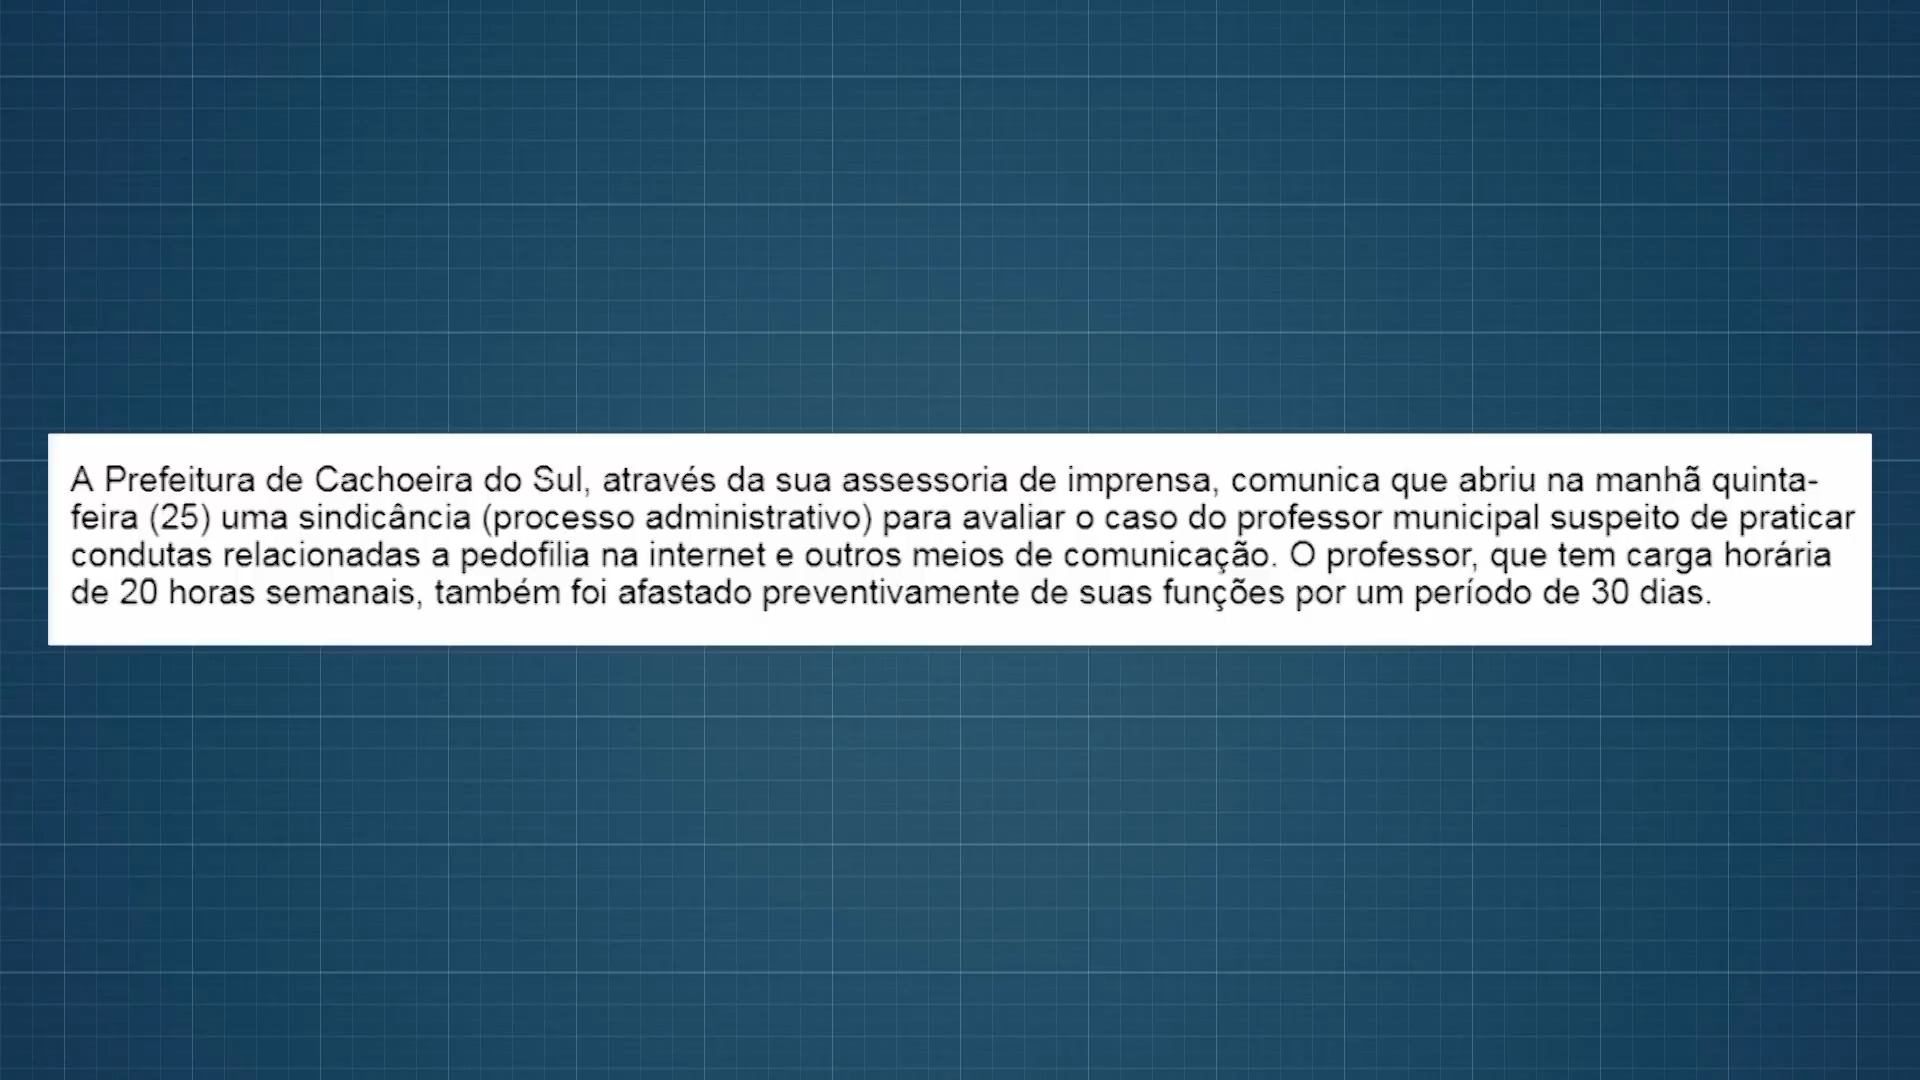 A Prefeitura de Cachoeira do Sul, através da sua assessoria de imprensa, comunica que abriu na manhã quinta-
feira (25) uma sindicância (processo administrativo) para avaliar o caso do professor municipal suspeito de praticar
condutas relacionadas a pedofilia na internet e outros meios de comunicação. O professor, que tem carga horária
de 20 horas semanais, também foi afastado preventivamente de suas funções por um período de 30 dias.